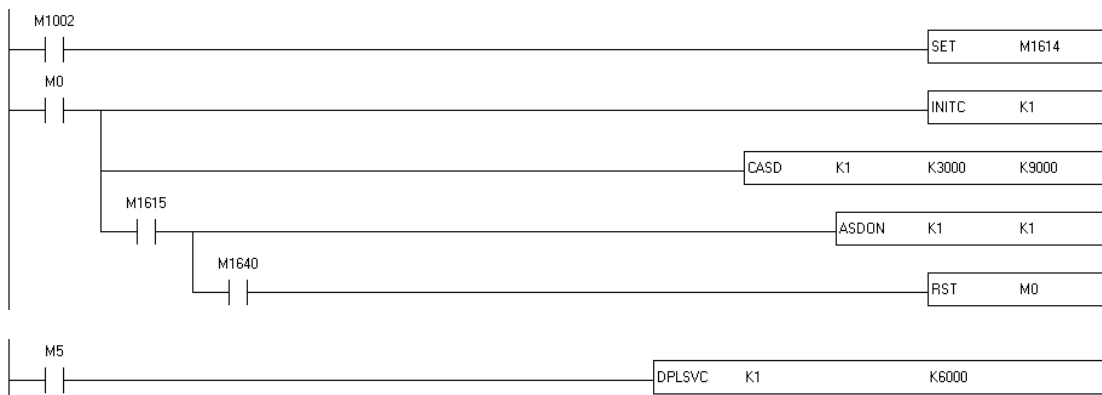 M1002
SET M1614
M0
INITC K1
CASD K1 K3000 K9000
M1615
ASDON K1 K1
M1640
RST M0
M5
DPLSVC K1 K6000